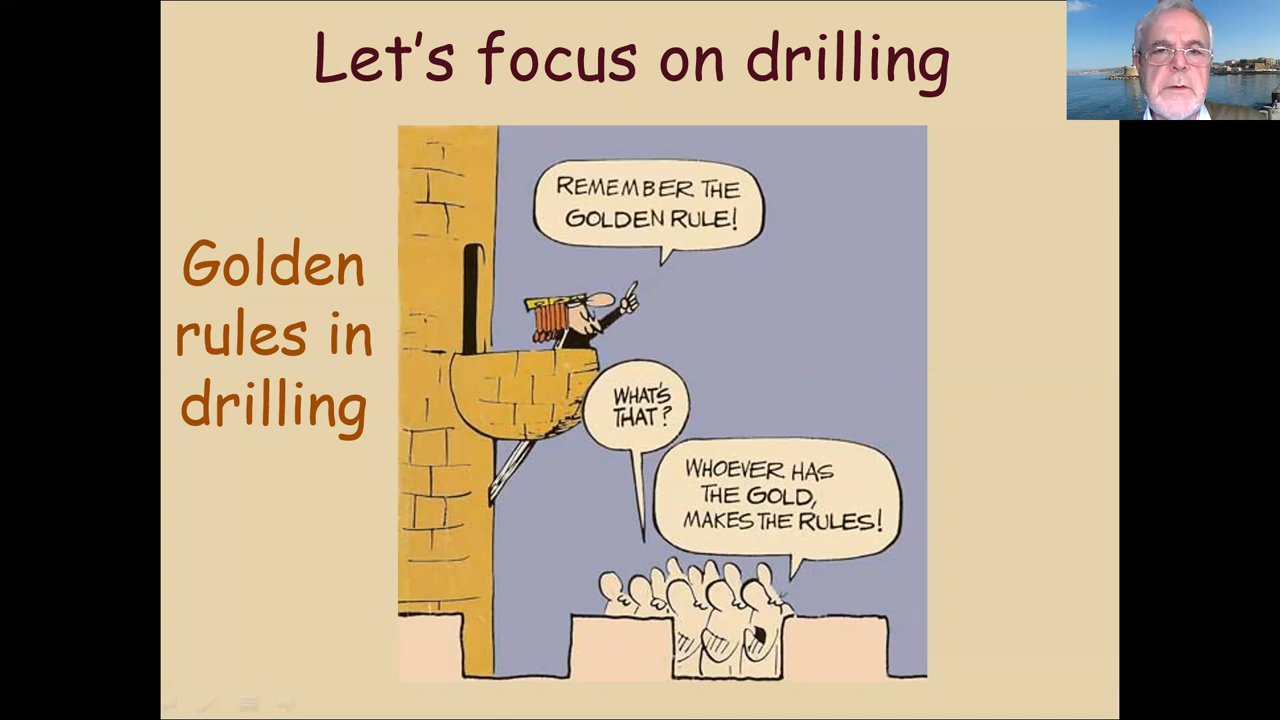 Let's focus on drilling
Golden
rules in
drilling
REMEMBER THE
GOLDEN RULE!
WHAT'S
THAT?
WHOEVER HAS
THE GOLD,
MAKES THE RULES!